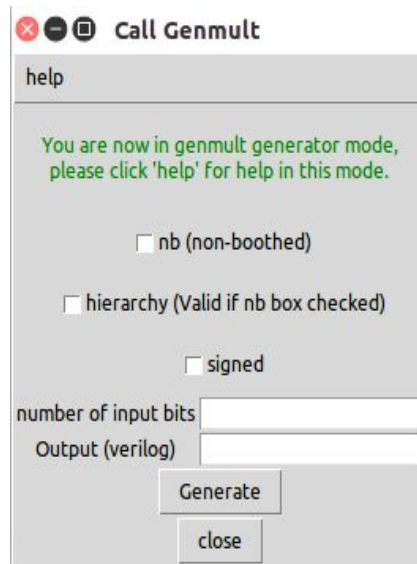 Call Genmult
help
You are now in genmult generator mode,
please click 'help' for help in this mode.
nb (non-boothed)
hierarchy (Valid if nb box checked)
signed
number of input bits
Output (verilog)
Generate
close